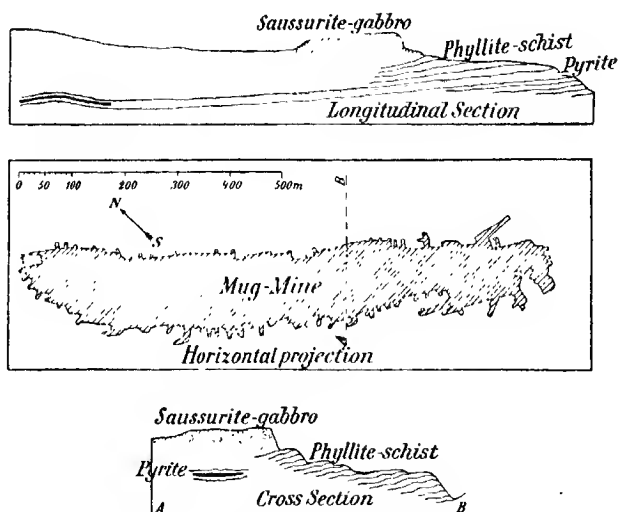 Saussurite-gabbro
Phyllite-schist
Pyrite
Longitudinal Section
0 50 100 200 300 400 500m
B
N
S
Mug-Mine
Horizontal projection
Saussurite-gabbro
Phyllite-schist
Pyrite
Cross Section
A B